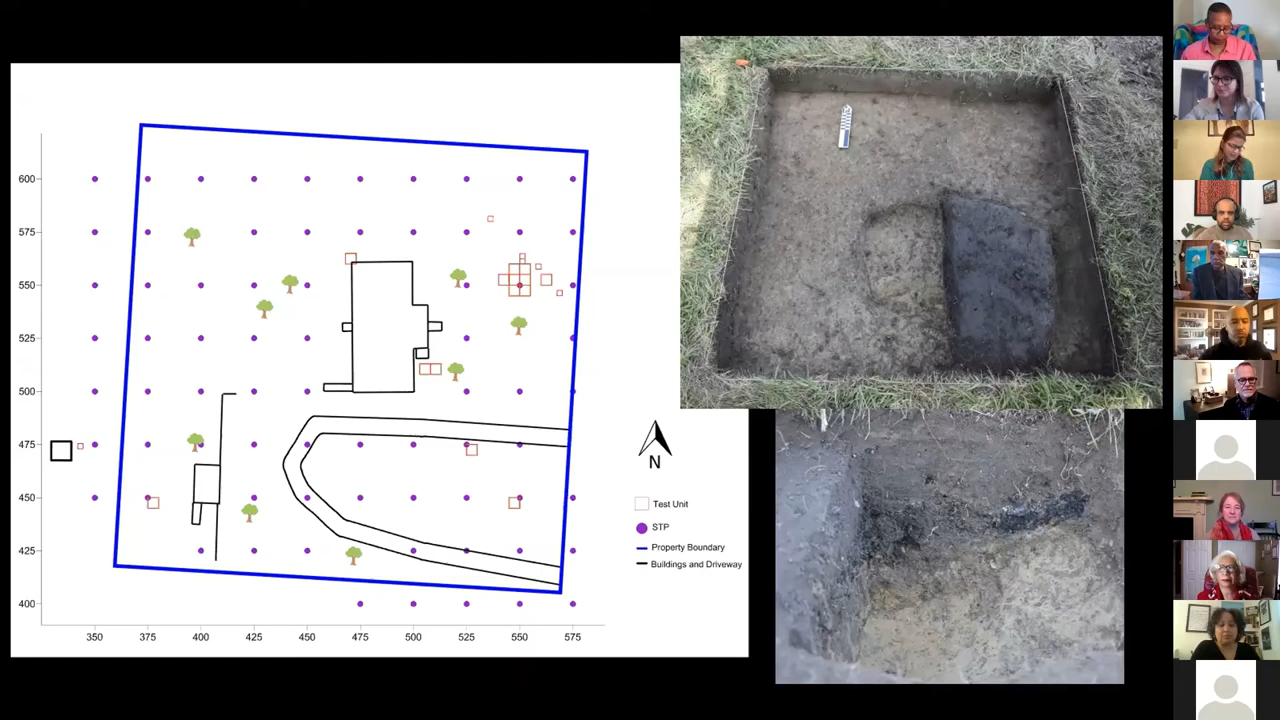 600
575
550
525
500
475
450
425
400
350 375 400 425 450 475 500 525 550 575
N
Test Unit
STP
Property Boundary
Buildings and Driveway